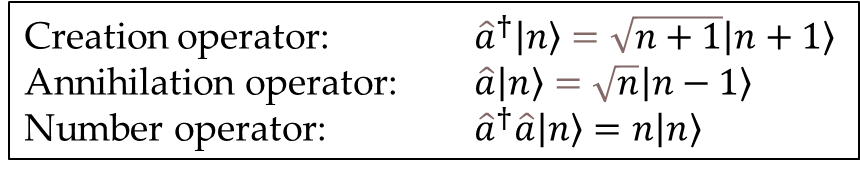 Creation operator: â†|n⟩ = √(n + 1)|n + 1⟩
Annihilation operator: â|n⟩ = √n|n − 1⟩
Number operator: â†â|n⟩ = n|n⟩